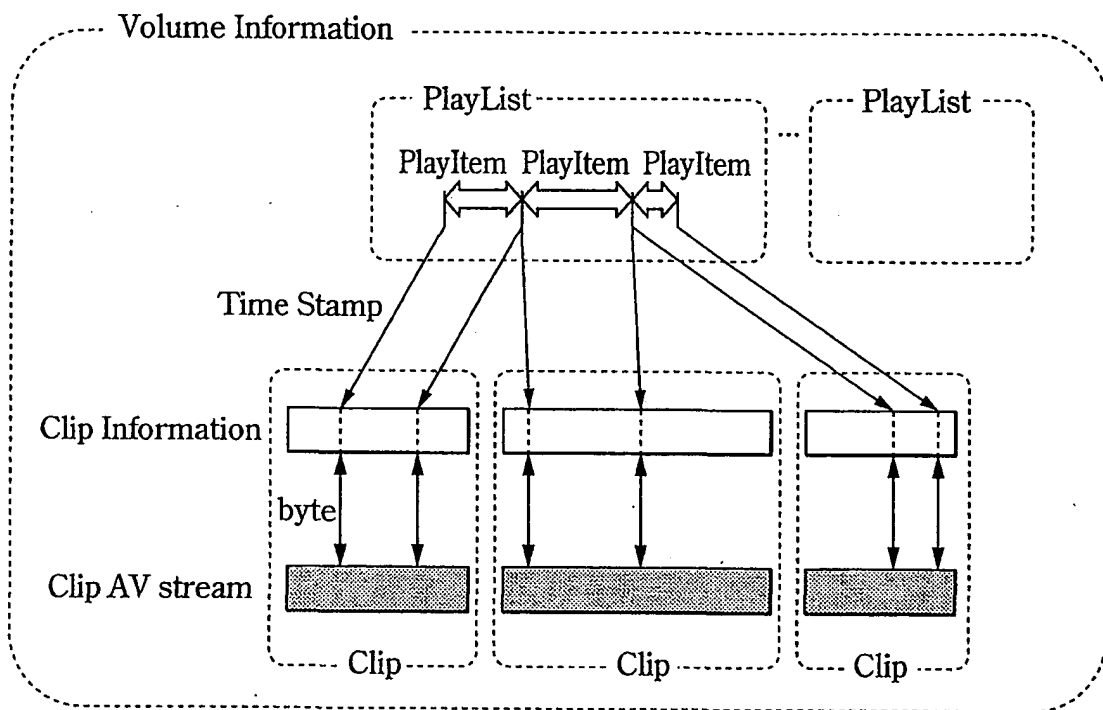 Volume Information
PlayList
...
PlayList
PlayItem PlayItem PlayItem
Time Stamp
Clip Information
byte
Clip AV stream
Clip
Clip
Clip